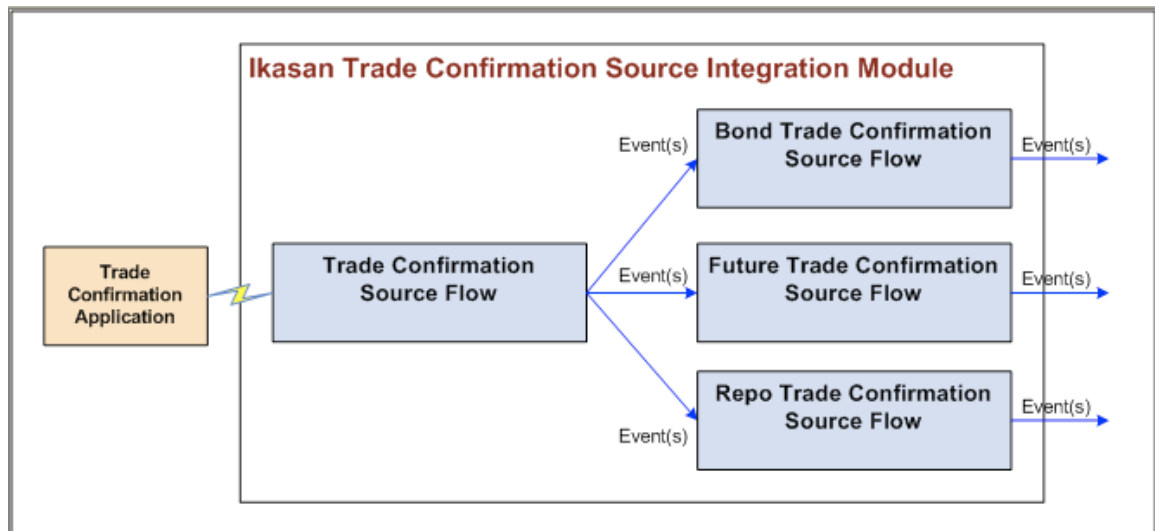 Ikasan Trade Confirmation Source Integration Module
Trade
Confirmation
Application
Trade Confirmation
Source Flow
Event(s)
Bond Trade Confirmation
Source Flow
Event(s)
Event(s)
Future Trade Confirmation
Source Flow
Event(s)
Event(s)
Repo Trade Confirmation
Source Flow
Event(s)